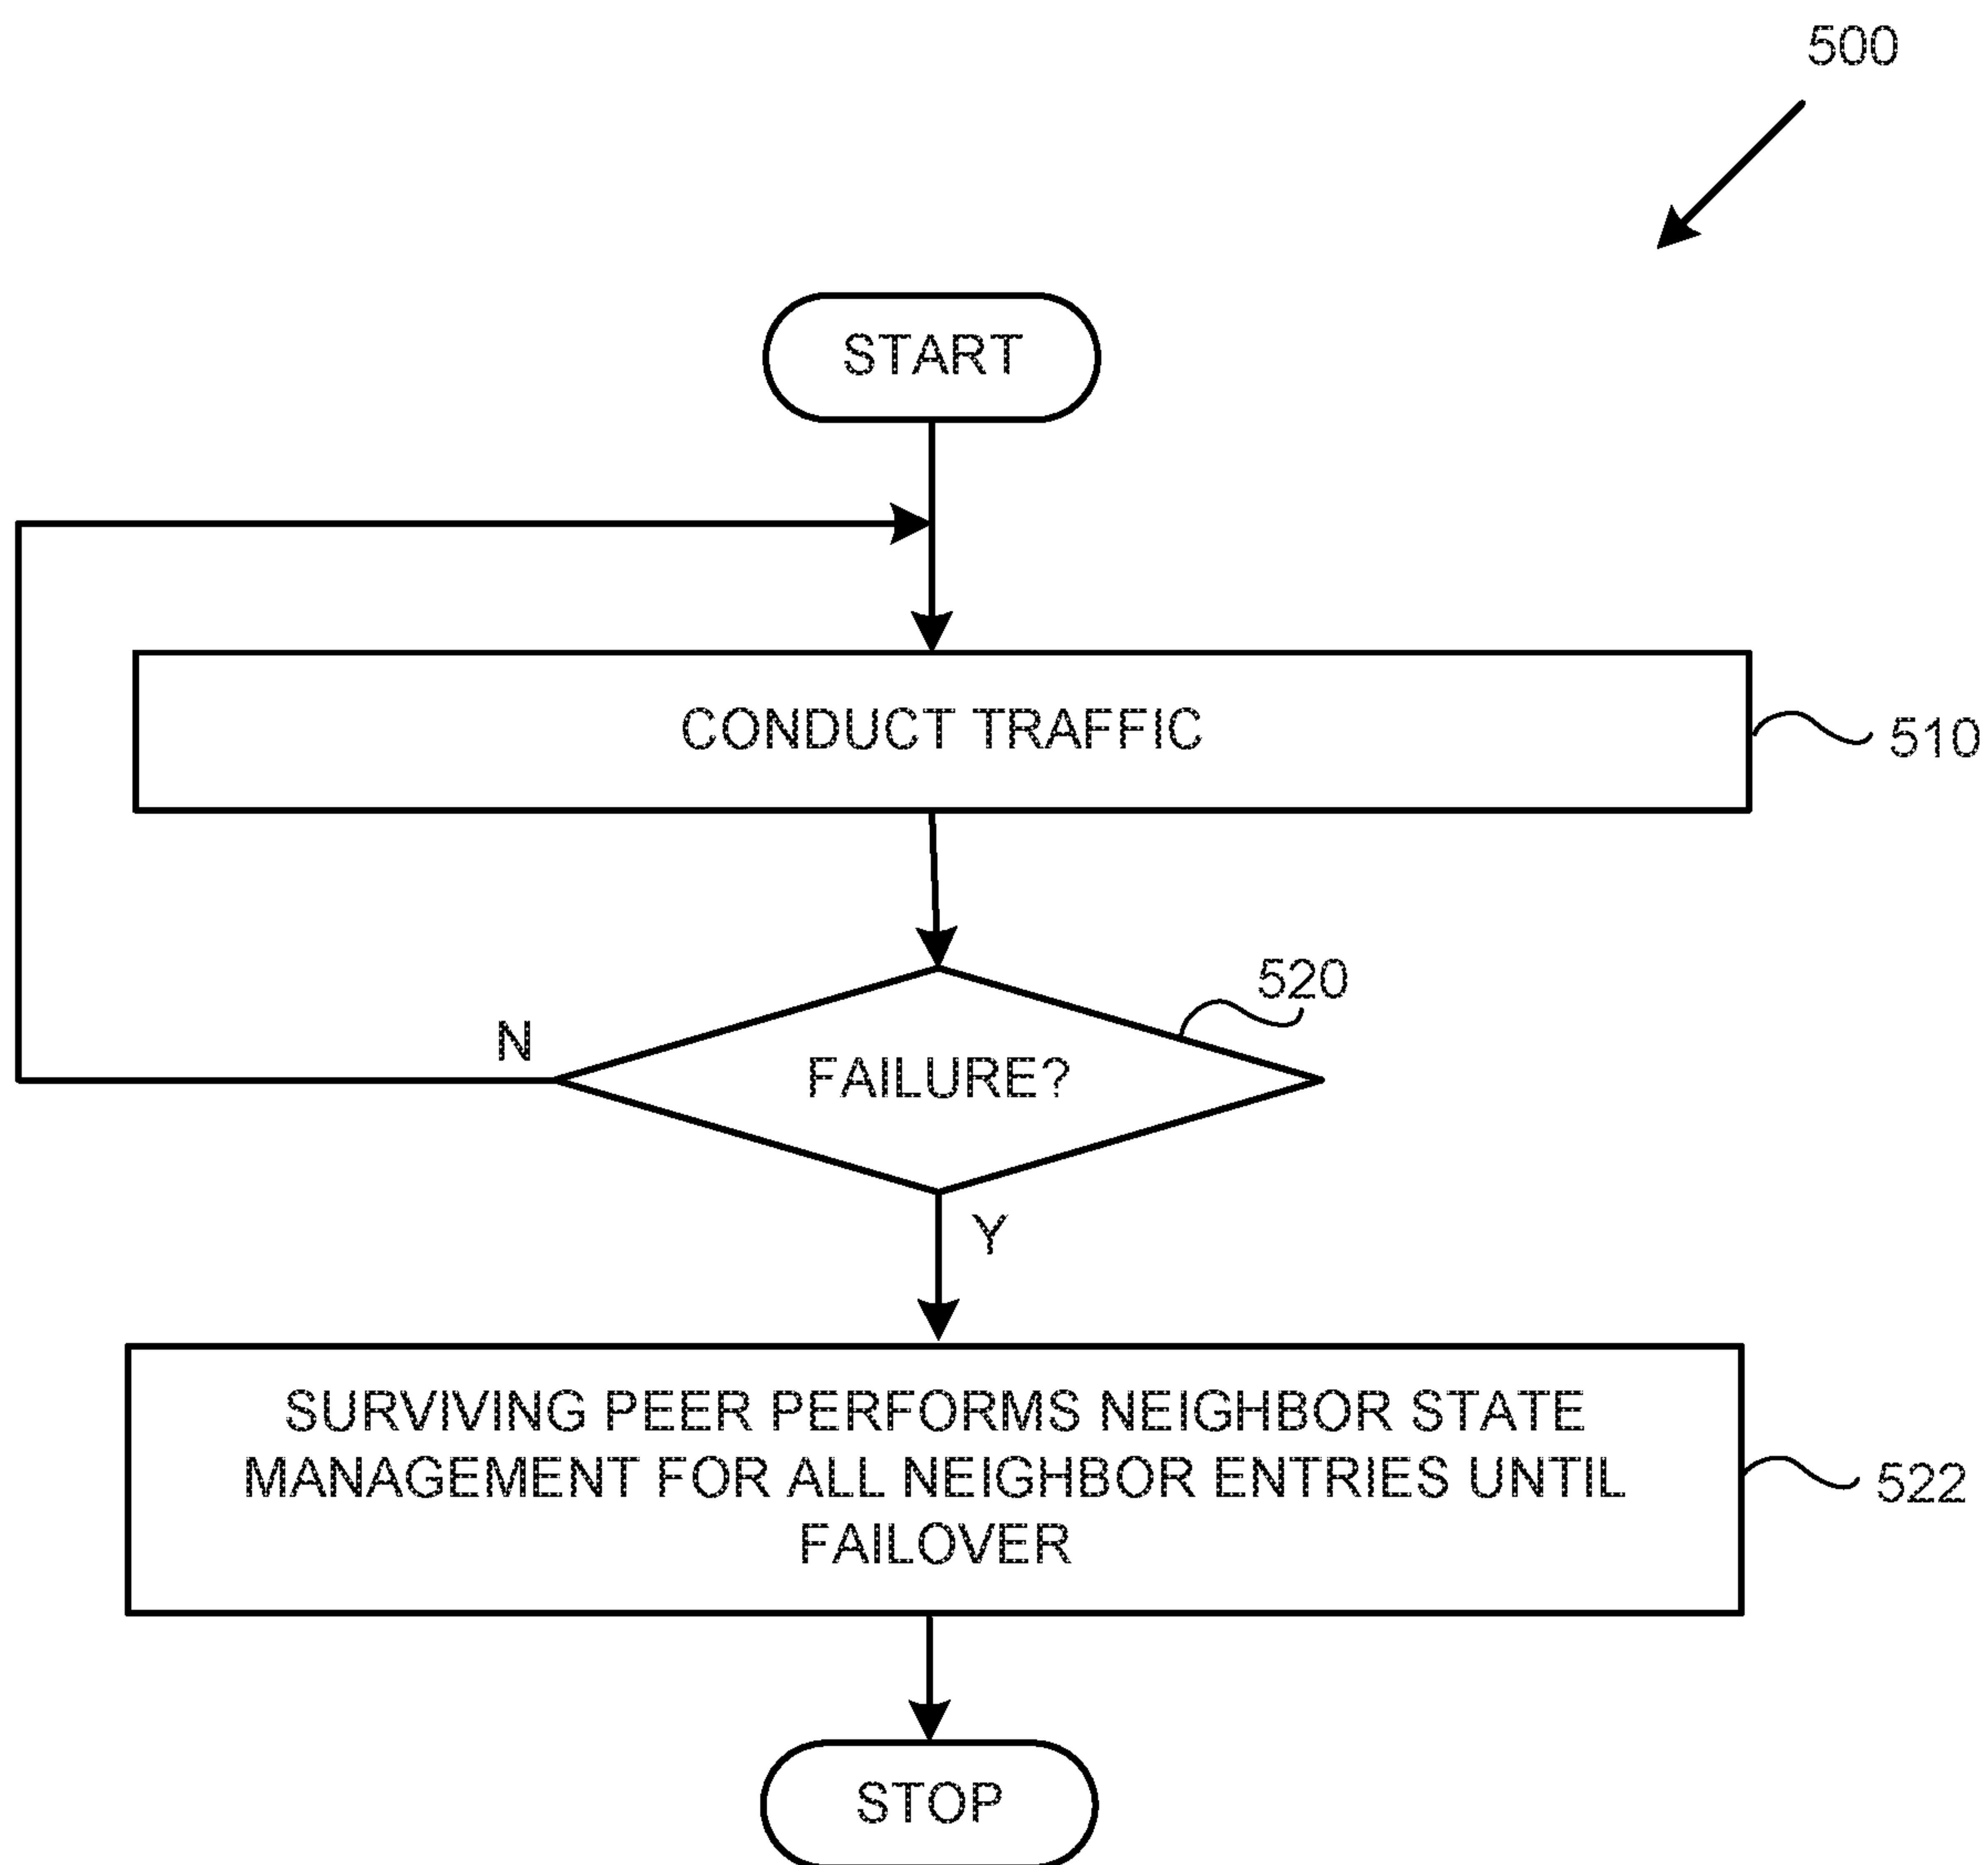 500
START
CONDUCT TRAFFIC
510
520
N
FAILURE?
Y
SURVIVING PEER PERFORMS NEIGHBOR STATE
MANAGEMENT FOR ALL NEIGHBOR ENTRIES UNTIL
FAILOVER
522
STOP